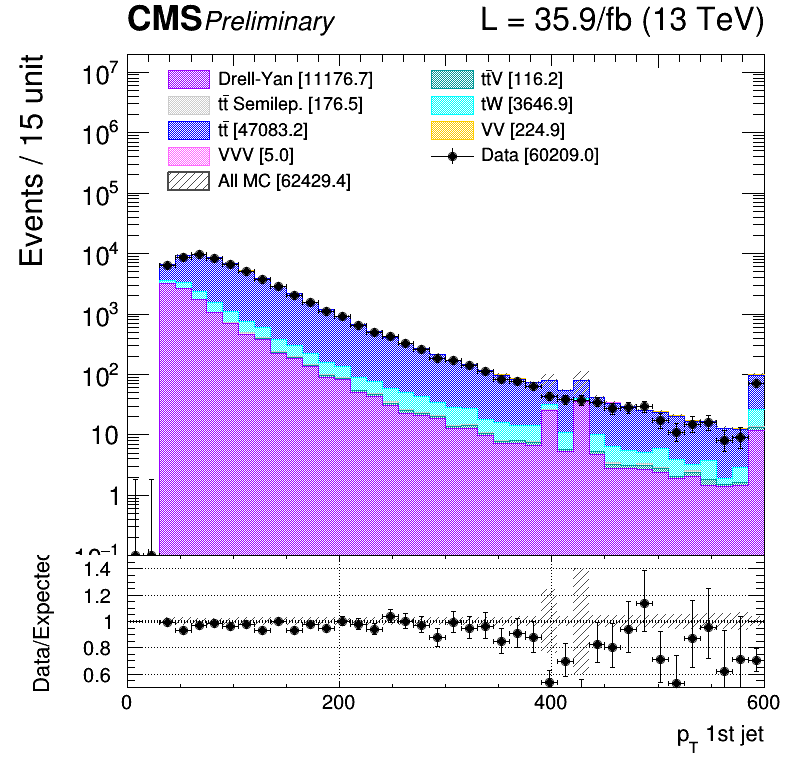 CMS Preliminary L = 35.9/fb (13 TeV)
Events / 15 unit
10⁷
10⁶
10⁵
10⁴
10³
10²
10
1
10⁻¹
Drell-Yan [11176.7]
tt̄ Semilep. [176.5]
tt̄ [47083.2]
VVV [5.0]
All MC [62429.4]
tt̄V [116.2]
tW [3646.9]
VV [224.9]
Data [60209.0]
Data/Expected
1.4
1.2
1
0.8
0.6
0 200 400 600
p_T 1st jet